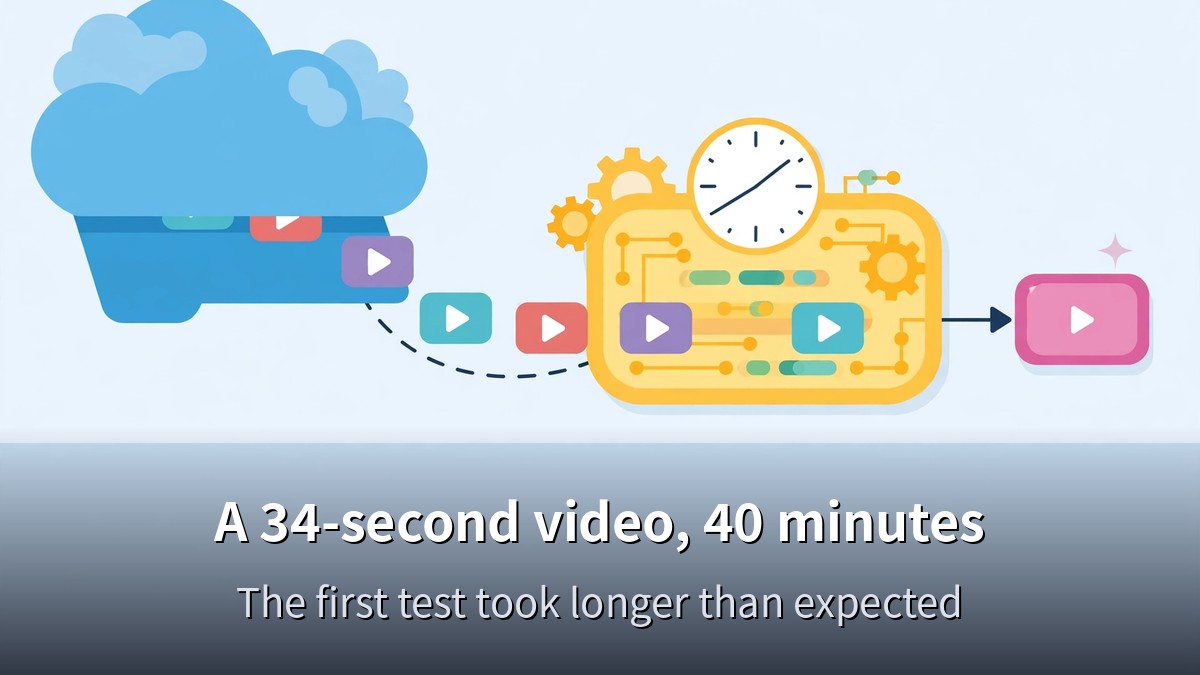 A 34-second video, 40 minutes
The first test took longer than expected